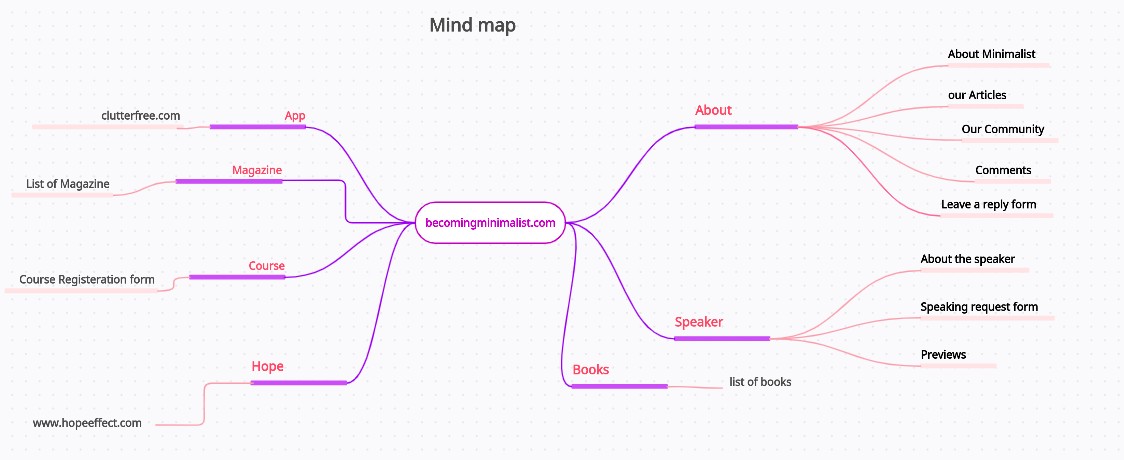 Mind map
becomingminimalist.com
App
clutterfree.com
Magazine
List of Magazine
Course
Course Registeration form
Hope
www.hopeeffect.com
About
About Minimalist
our Articles
Our Community
Comments
Leave a reply form
Speaker
About the speaker
Speaking request form
Previews
Books
list of books